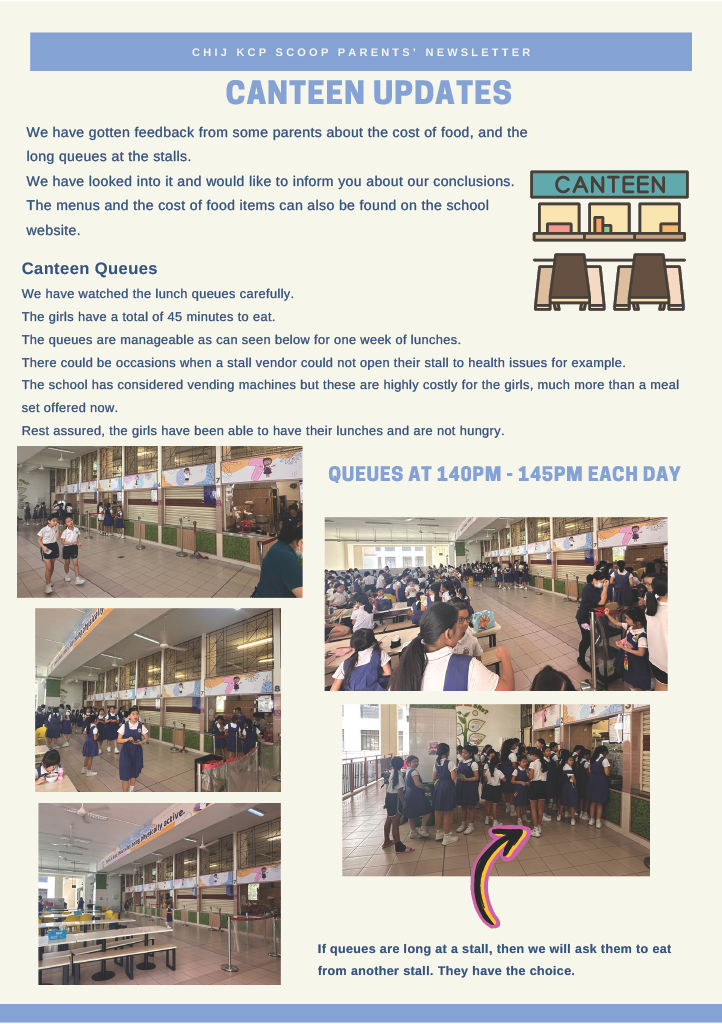 CHIJ KCP SCOOP PARENTS' NEWSLETTER
CANTEEN UPDATES
We have gotten feedback from some parents about the cost of food, and the
long queues at the stalls.
We have looked into it and would like to inform you about our conclusions.
The menus and the cost of food items can also be found on the school
website.
CANTEEN
Canteen Queues
We have watched the lunch queues carefully.
The girls have a total of 45 minutes to eat.
The queues are manageable as can seen below for one week of lunches.
There could be occasions when a stall vendor could not open their stall to health issues for example.
The school has considered vending machines but these are highly costly for the girls, much more than a meal
set offered now.
Rest assured, the girls have been able to have their lunches and are not hungry.
QUEUES AT 140PM - 145PM EACH DAY
7
7
8
physically active.
If queues are long at a stall, then we will ask them to eat
from another stall. They have the choice.